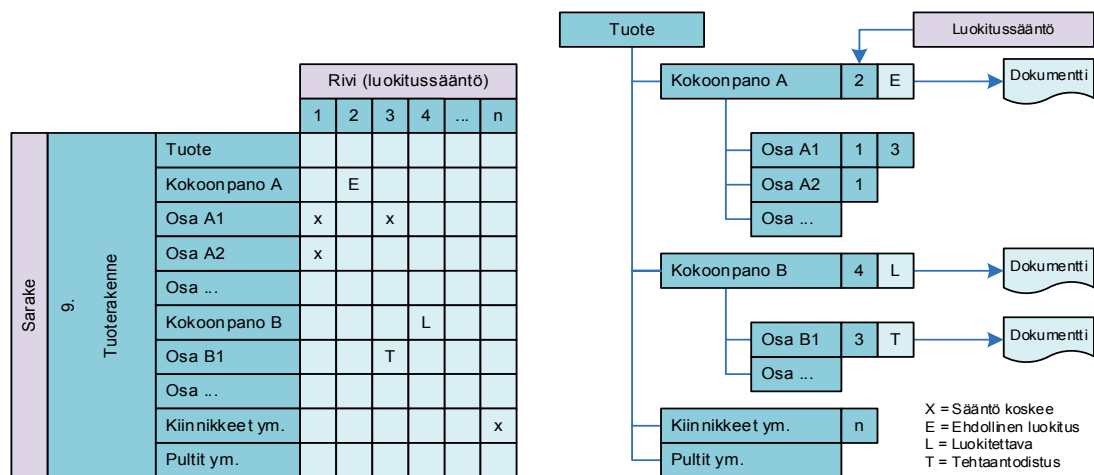 Rivi (luokitussääntö)
1 2 3 4 ... n
Sarake
9.
Tuoterakenne
Tuote
Kokoonpano A E
Osa A1 x x
Osa A2 x
Osa ...
Kokoonpano B L
Osa B1 T
Osa ...
Kiinnikkeet ym. x
Pultit ym.
Tuote
Luokitussääntö
Kokoonpano A 2 E
Dokumentti
Osa A1 1 3
Osa A2 1
Osa ...
Kokoonpano B 4 L
Dokumentti
Osa B1 3 T
Dokumentti
Osa ...
Kiinnikkeet ym. n
Pultit ym.
X = Sääntö koskee
E = Ehdollinen luokitus
L = Luokitettava
T = Tehtaantodistus